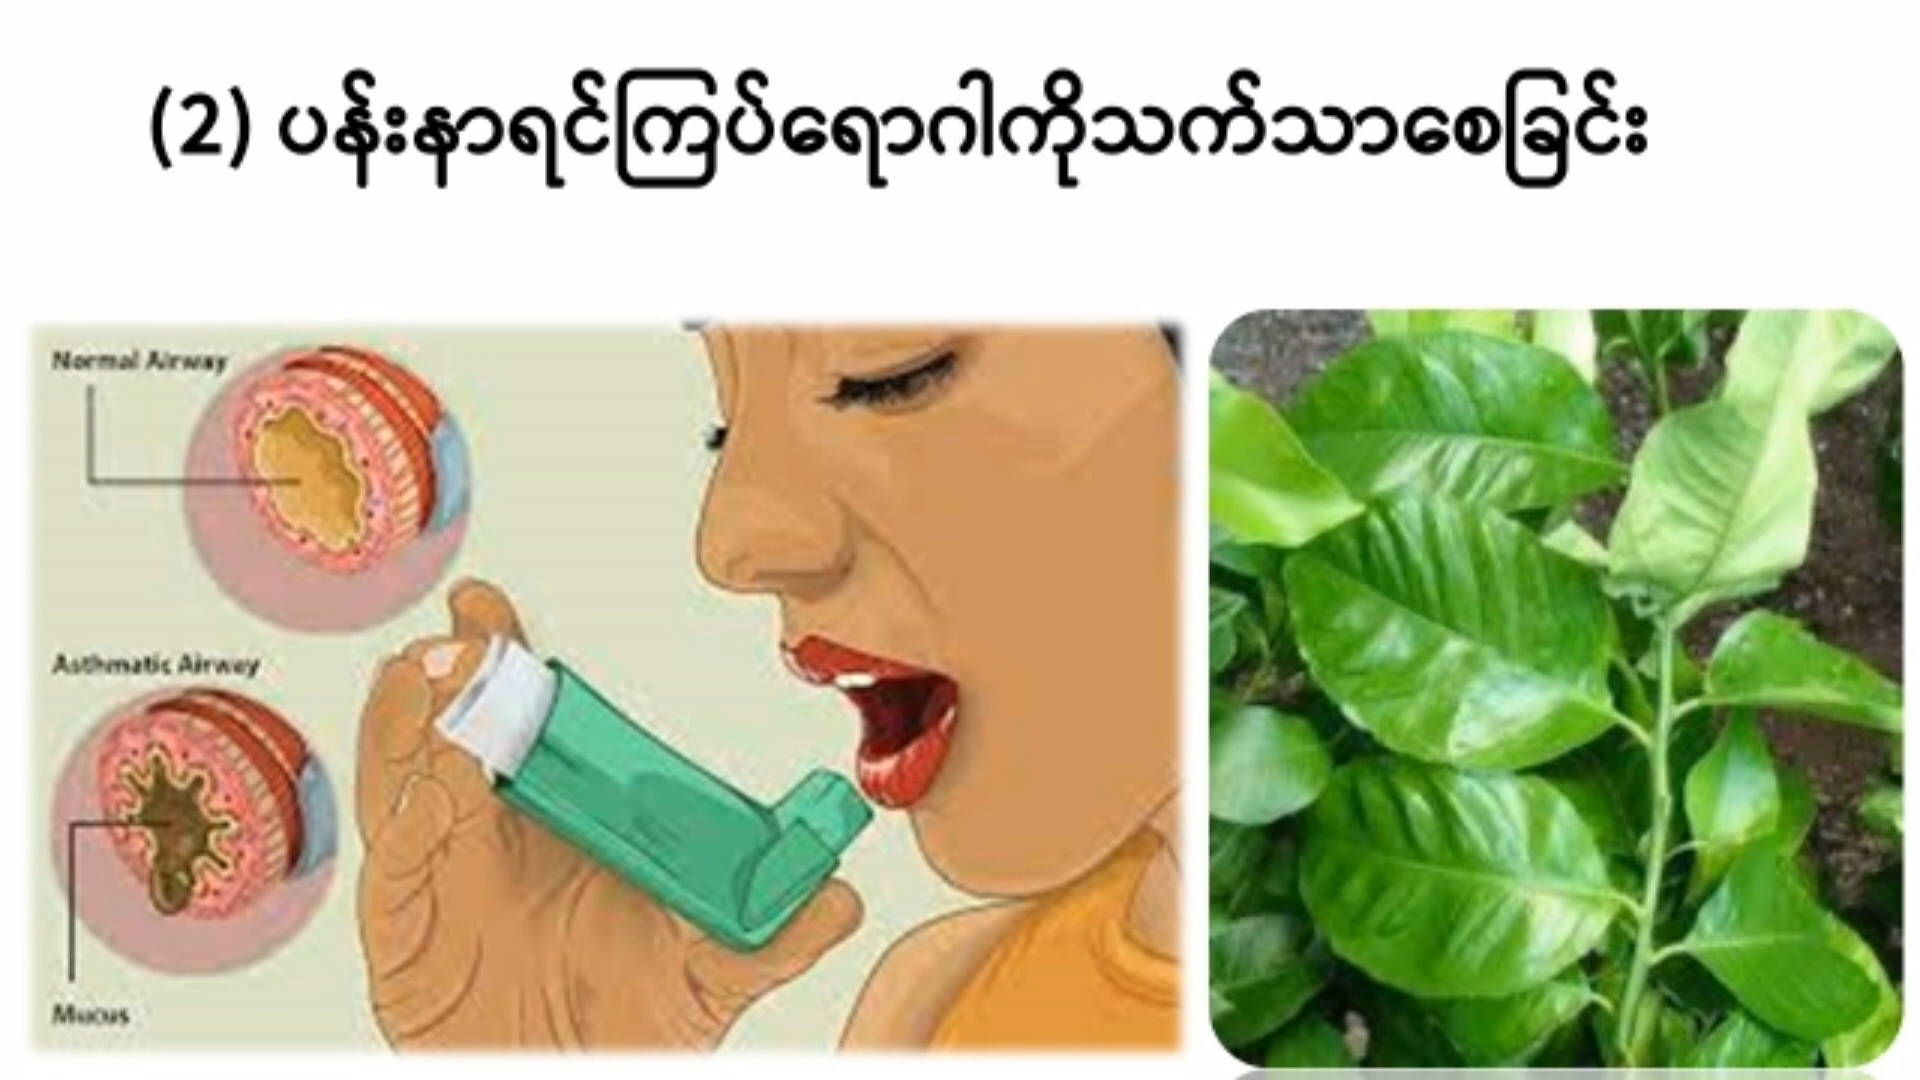 (2) ပန်းနာရင်ကြပ်ရောဂါကိုသက်သာစေခြင်း
Normal Airway
Asthmatic Airway
Mucus